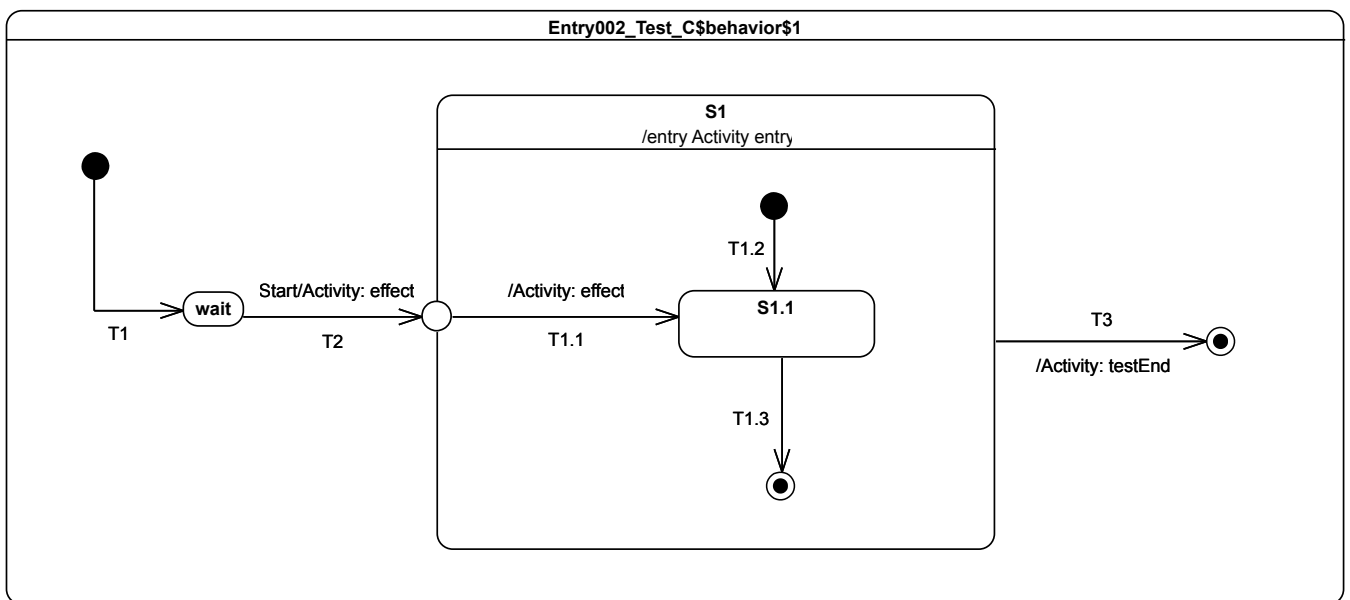 Entry002_Test_C$behavior$1
S1
/entry Activity entry
T1.2
Start/Activity: effect
/Activity: effect
wait
S1.1
T1
T2
T1.1
T3
/Activity: testEnd
T1.3